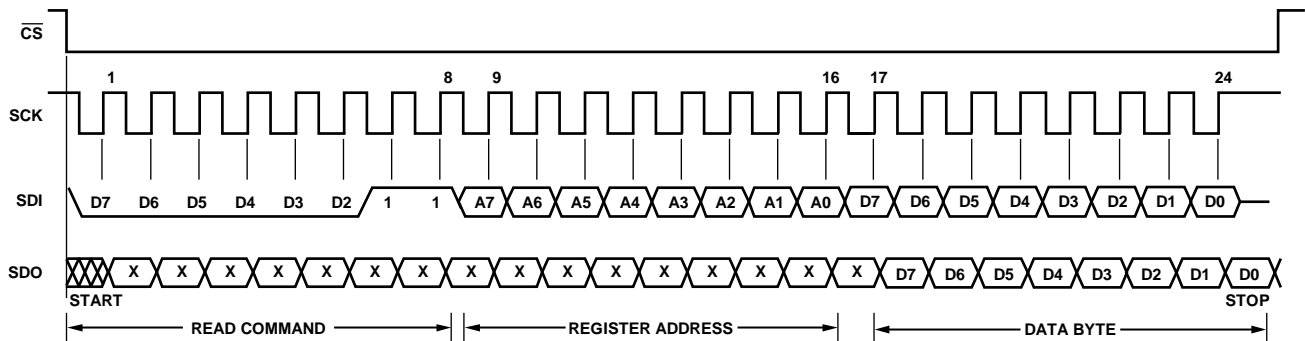 CS
1 8 9 16 17 24
SCK
SDI D7 D6 D5 D4 D3 D2 1 1 A7 A6 A5 A4 A3 A2 A1 A0 D7 D6 D5 D4 D3 D2 D1 D0
SDO X X X X X X X X X X X X X X X X D7 D6 D5 D4 D3 D2 D1 D0
START STOP
READ COMMAND REGISTER ADDRESS DATA BYTE